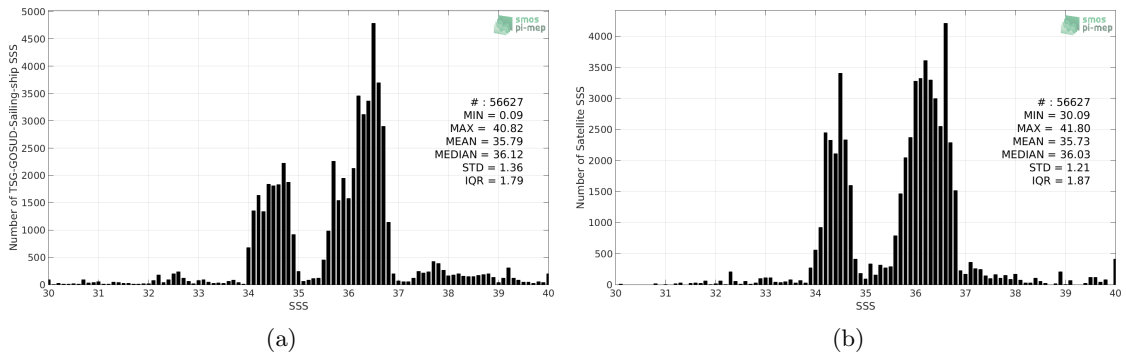 Number of TSG-GOSUD-Sailing-ship SSS
5000
4500
4000
3500
3000
2500
2000
1500
1000
500
0
30 31 32 33 34 35 36 37 38 39 40
SSS
smos
pi-mep
# : 56627
MIN = 0.09
MAX = 40.82
MEAN = 35.79
MEDIAN = 36.12
STD = 1.36
IQR = 1.79
(a)
Number of Satellite SSS
4000
3500
3000
2500
2000
1500
1000
500
0
30 31 32 33 34 35 36 37 38 39 40
SSS
smos
pi-mep
# : 56627
MIN = 30.09
MAX = 41.80
MEAN = 35.73
MEDIAN = 36.03
STD = 1.21
IQR = 1.87
(b)